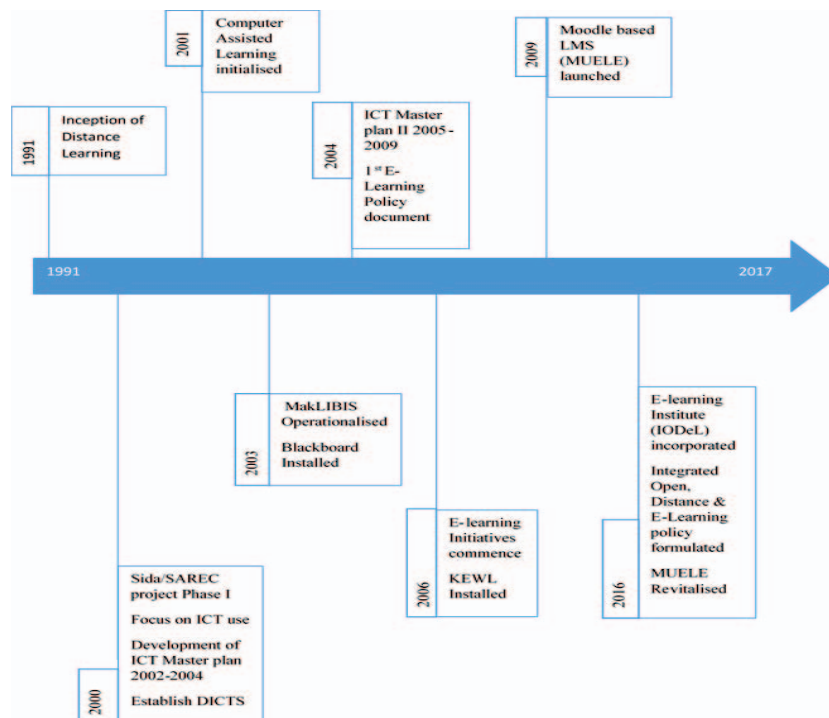 2001
Computer
Assisted
Learning
initialised
2009
Moodle based
LMS
(MUELE)
launched
1991
Inception of
Distance
Learning
2004
ICT Master
plan II 2005-
2009
1st E-
Learning
Policy
document
1991
2017
2003
MakLIBIS
Operationalised
Blackboard
Installed
2016
E-learning
Institute
(IODeL)
incorporated
Integrated
Open,
Distance &
E-Learning
policy
formulated
MUELE
Revitalised
2006
E-learning
Initiatives
commence
KEWL
Installed
2000
Sida/SAREC
project Phase I
Focus on ICT use
Development of
ICT Master plan
2002-2004
Establish DICTS